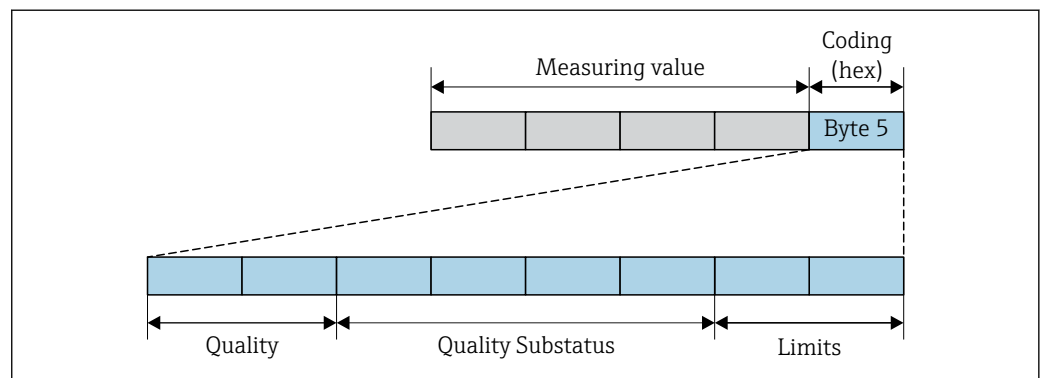 Coding
Measuring value
(hex)
Byte 5
Quality
Quality Substatus
Limits